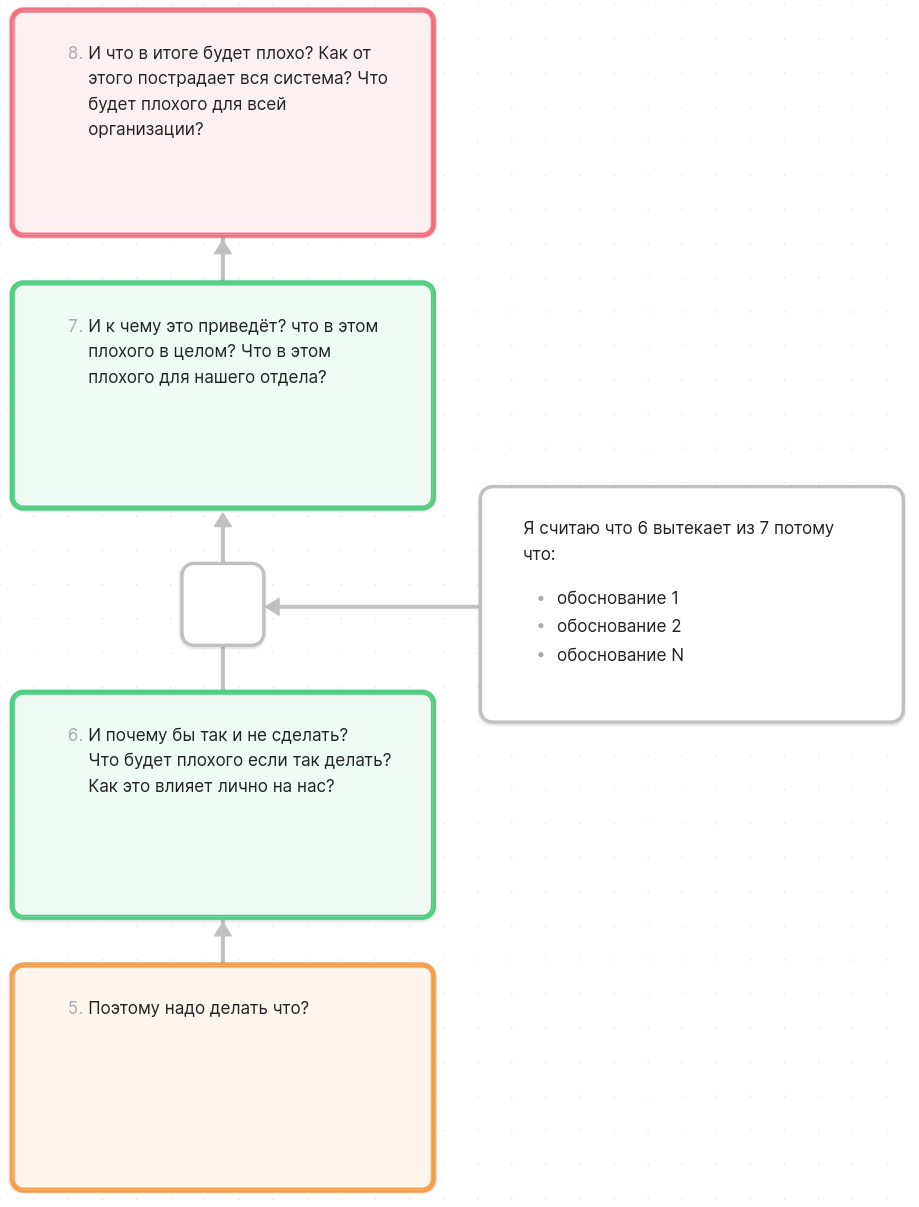 8. И что в итоге будет плохо? Как от
этого пострадает вся система? Что
будет плохого для всей
организации?
7. И к чему это приведёт? что в этом
плохого в целом? Что в этом
плохого для нашего отдела?
Я считаю что 6 вытекает из 7 потому
что:
• обоснование 1
• обоснование 2
• обоснование N
6. И почему бы так и не сделать?
Что будет плохого если так делать?
Как это влияет лично на нас?
5. Поэтому надо делать что?